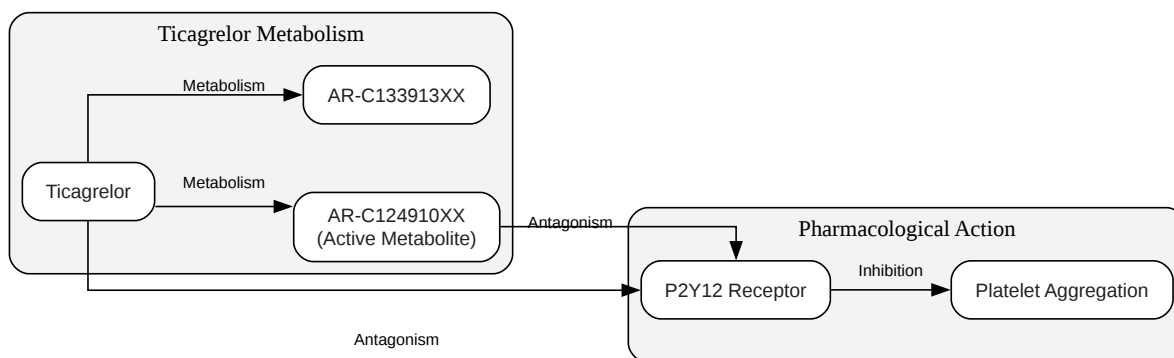 Ticagrelor Metabolism
Metabolism
AR-C133913XX
Ticagrelor
Metabolism
AR-C124910XX
(Active Metabolite)
Antagonism
Pharmacological Action
P2Y12 Receptor
Inhibition
Platelet Aggregation
Antagonism